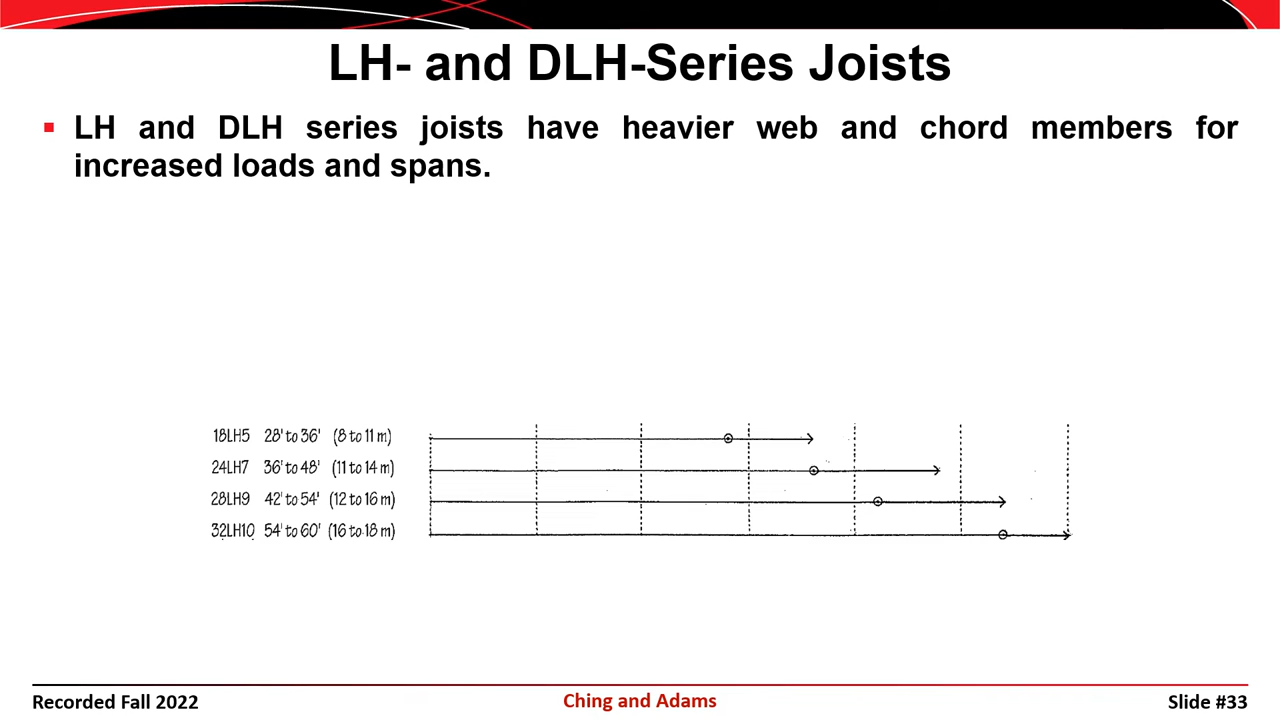 LH- and DLH-Series Joists
▪ LH and DLH series joists have heavier web and chord members for
increased loads and spans.
18LH5 28' to 36' (8 to 11 m)
24LH7 36' to 48' (11 to 14 m)
28LH9 42' to 54' (12 to 16 m)
32LH10 54' to 60' (16 to 18 m)
Recorded Fall 2022 Ching and Adams Slide #33